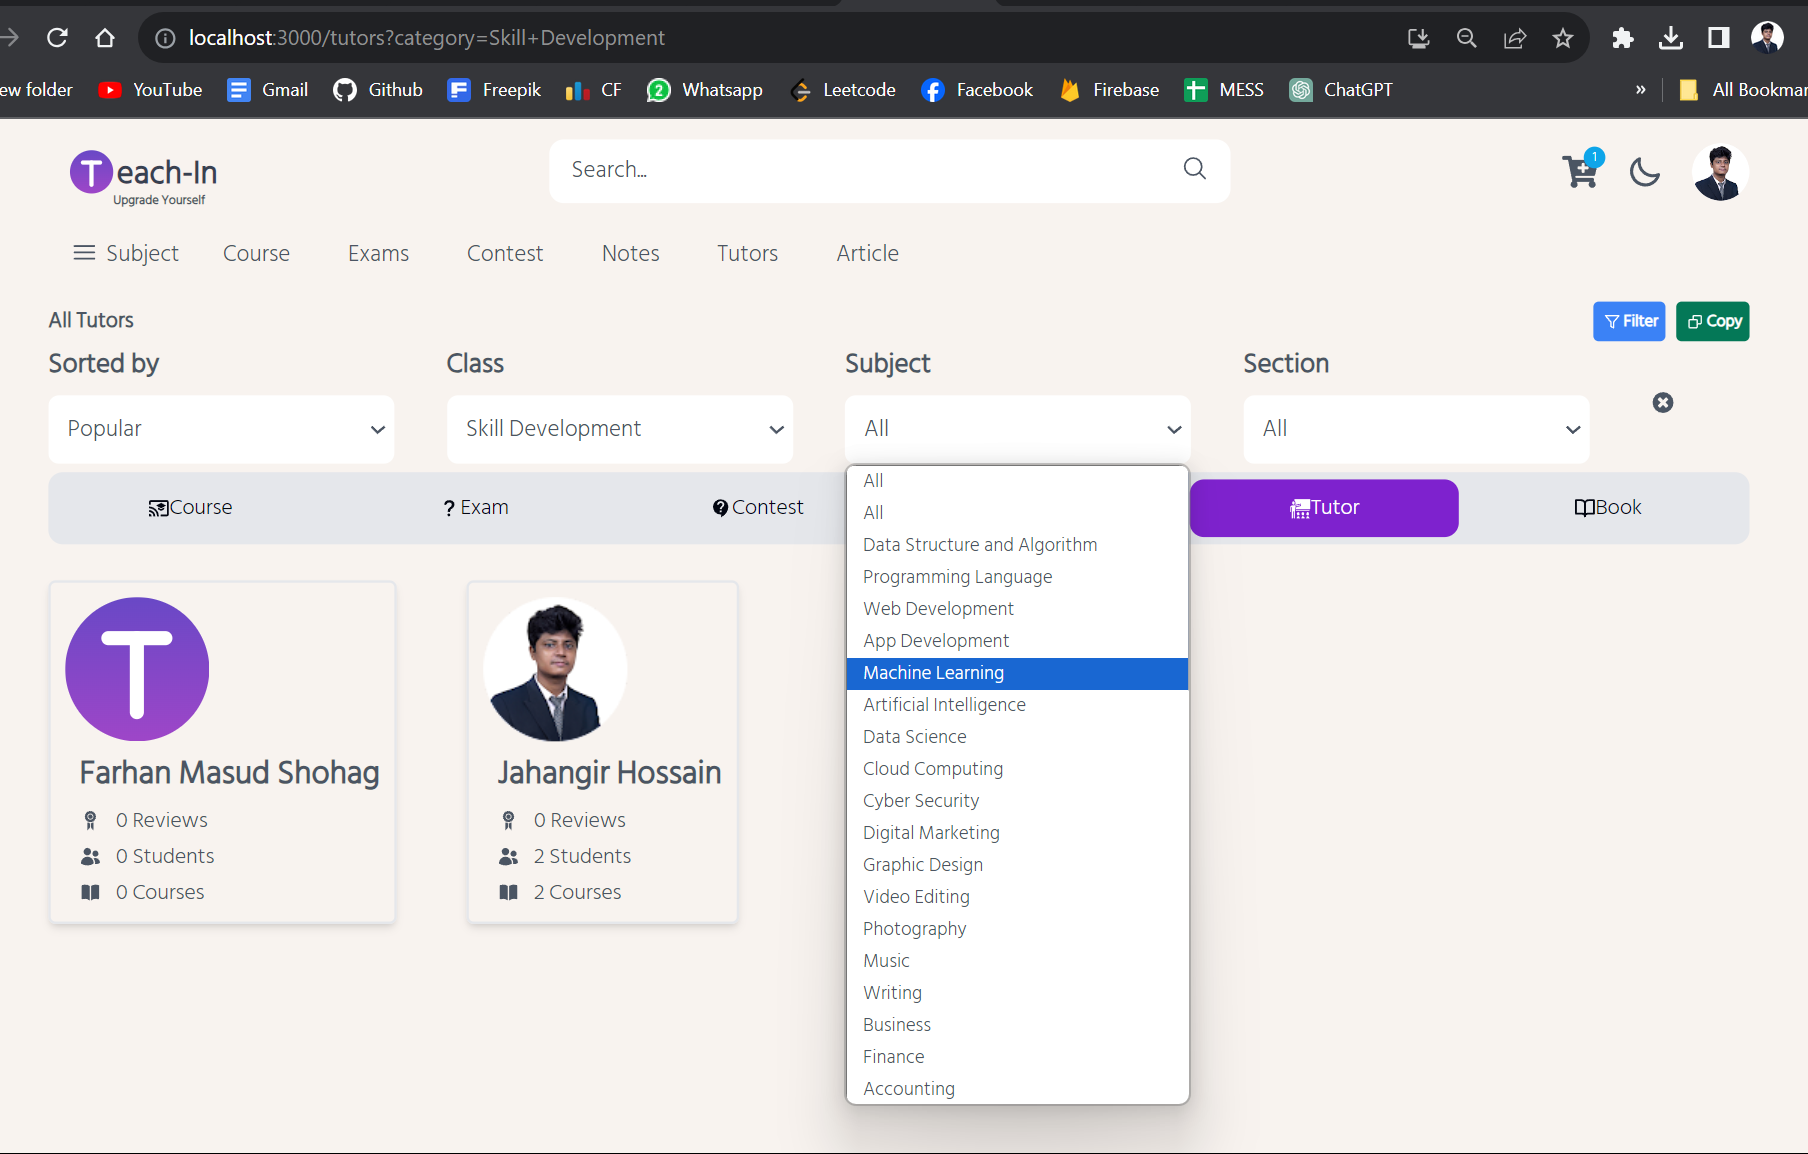 localhost:3000/tutors?category=Skill+Development
ew folder YouTube Gmail Github Freepik CF 2 Whatsapp Leetcode Facebook Firebase MESS ChatGPT » All Bookmar
Teach-In
Upgrade Yourself
Search...
1
Subject Course Exams Contest Notes Tutors Article
All Tutors
Filter Copy
Sorted by Class Subject Section
Popular Skill Development All All
Course ? Exam Contest Tutor Book
All
All
Data Structure and Algorithm
Programming Language
Web Development
App Development
Machine Learning
Artificial Intelligence
Data Science
Cloud Computing
Cyber Security
Digital Marketing
Graphic Design
Video Editing
Photography
Music
Writing
Business
Finance
Accounting
T
Farhan Masud Shohag
0 Reviews
0 Students
0 Courses
Jahangir Hossain
0 Reviews
2 Students
2 Courses